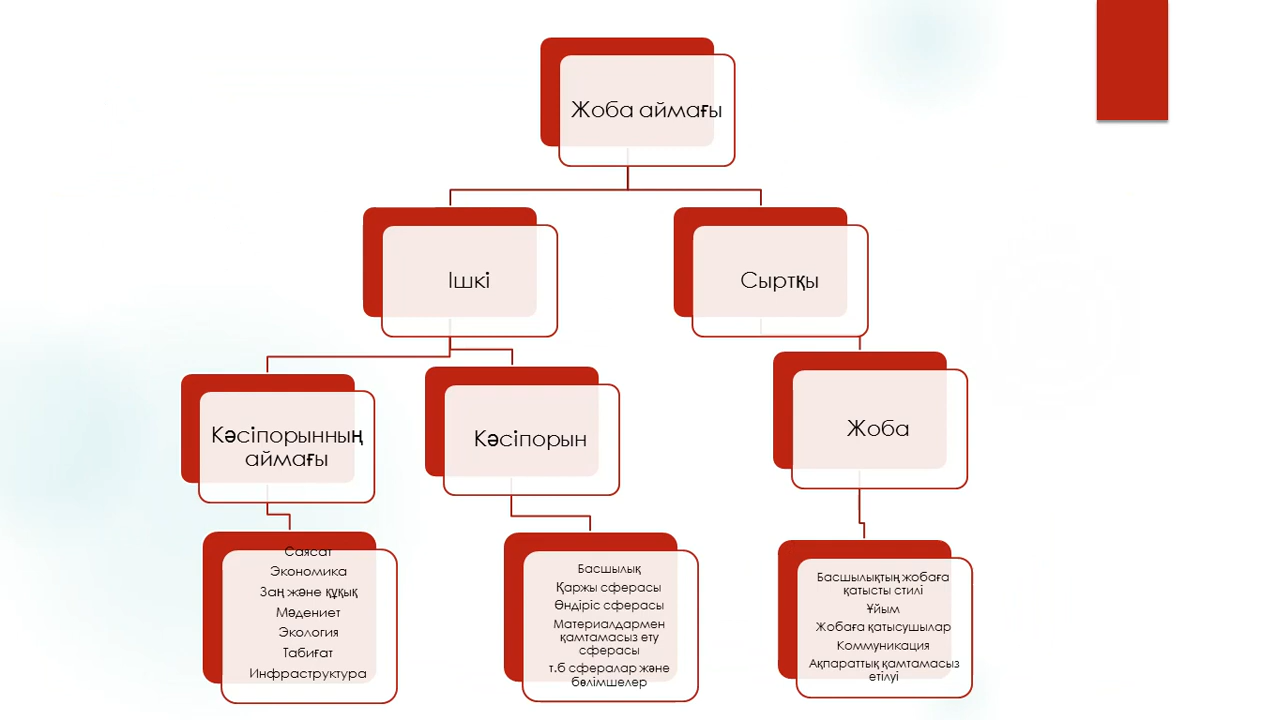 Жоба аймағы
Ішкі
Сыртқы
Кәсіпорынның
аймағы
Кәсіпорын
Жоба
Саясат
Экономика
Заң және құқық
Мәдениет
Экология
Табиғат
Инфраструктура
Басшылық
Қаржы сферасы
Өндіріс сферасы
Материалдармен
қамтамасыз ету
сферасы
т.б сфералар және
бөлімшелер
Басшылықтың жобаға
қатысты стилі
Ұйым
Жобаға қатысушылар
Коммуникация
Ақпараттық қамтамасыз
етілуі